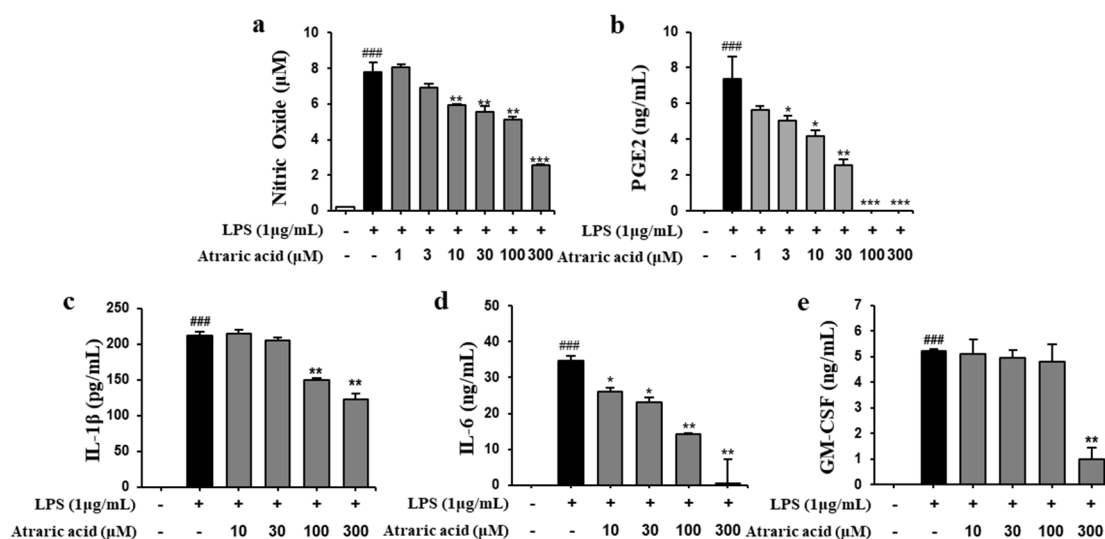 a
Nitric Oxide (µM)
10
8
6
4
2
0
###
** ** ** ***
LPS (1µg/mL) - + + + + + + +
Atraric acid (µM) - - 1 3 10 30 100 300
b
PGE2 (ng/mL)
10
8
6
4
2
0
###
* * ** *** ***
LPS (1µg/mL) - + + + + + + +
Atraric acid (µM) - - 1 3 10 30 100 300
c
IL-1β (pg/mL)
250
200
150
100
50
0
###
** **
LPS (1µg/mL) - + + + + +
Atraric acid (µM) - - 10 30 100 300
d
IL-6 (ng/mL)
50
40
30
20
10
0
###
* * ** **
LPS (1µg/mL) - + + + + +
Atraric acid (µM) - - 10 30 100 300
e
GM-CSF (ng/mL)
6
5
4
3
2
1
0
###
**
LPS (1µg/mL) - + + + + +
Atraric acid (µM) - - 10 30 100 300